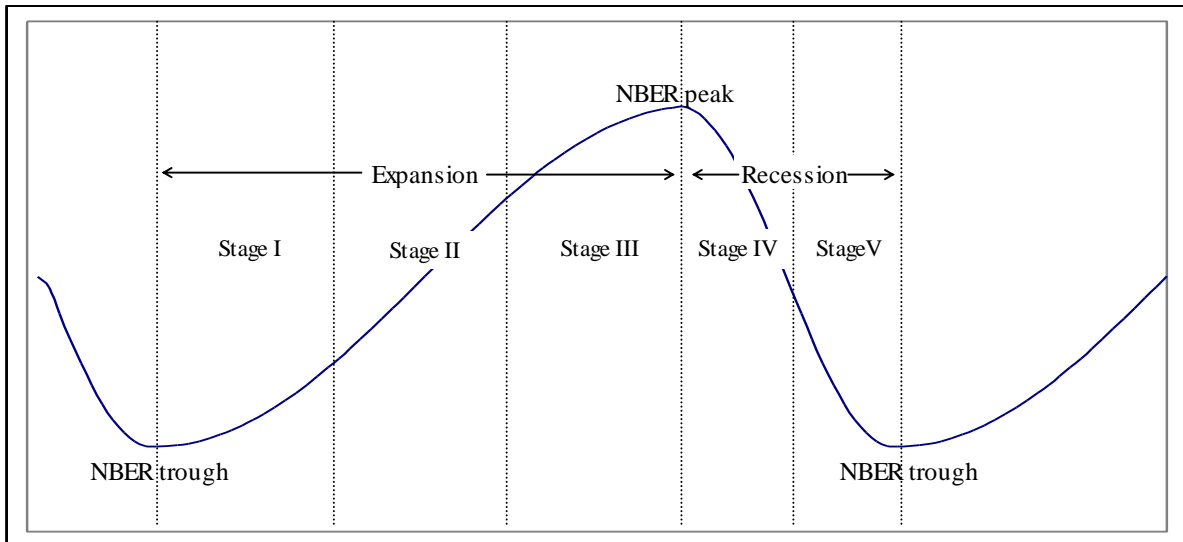 NBER peak
Expansion
Recession
Stage I
Stage II
Stage III
Stage IV
StageV
NBER trough
NBER trough